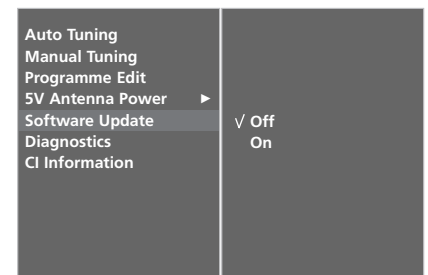 Auto Tuning
Manual Tuning
Programme Edit
5V Antenna Power ►
Software Update
√ Off
Diagnostics
On
CI Information